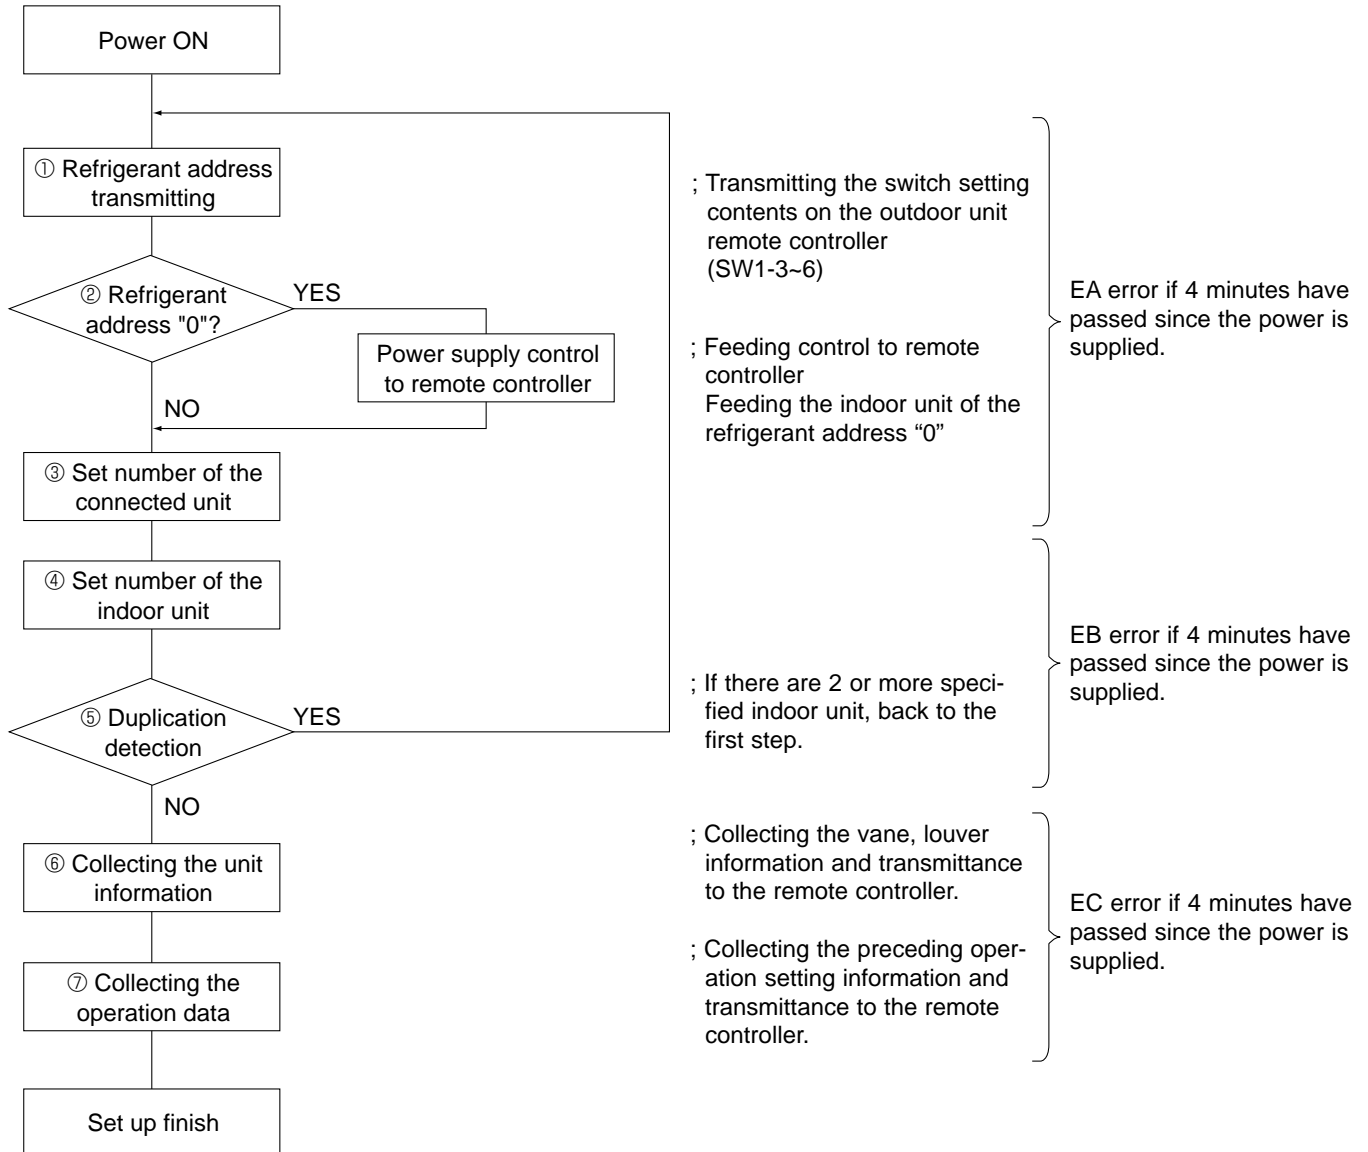 Power ON
① Refrigerant address
transmitting
② Refrigerant
address "0"?
YES
Power supply control
to remote controller
NO
③ Set number of the
connected unit
④ Set number of the
indoor unit
⑤ Duplication
detection
YES
NO
⑥ Collecting the unit
information
⑦ Collecting the
operation data
Set up finish
; Transmitting the switch setting
contents on the outdoor unit
remote controller
(SW1-3~6)
; Feeding control to remote
controller
Feeding the indoor unit of the
refrigerant address “0”
; If there are 2 or more speci-
fied indoor unit, back to the
first step.
; Collecting the vane, louver
information and transmittance
to the remote controller.
; Collecting the preceding oper-
ation setting information and
transmittance to the remote
controller.
EA error if 4 minutes have
passed since the power is
supplied.
EB error if 4 minutes have
passed since the power is
supplied.
EC error if 4 minutes have
passed since the power is
supplied.